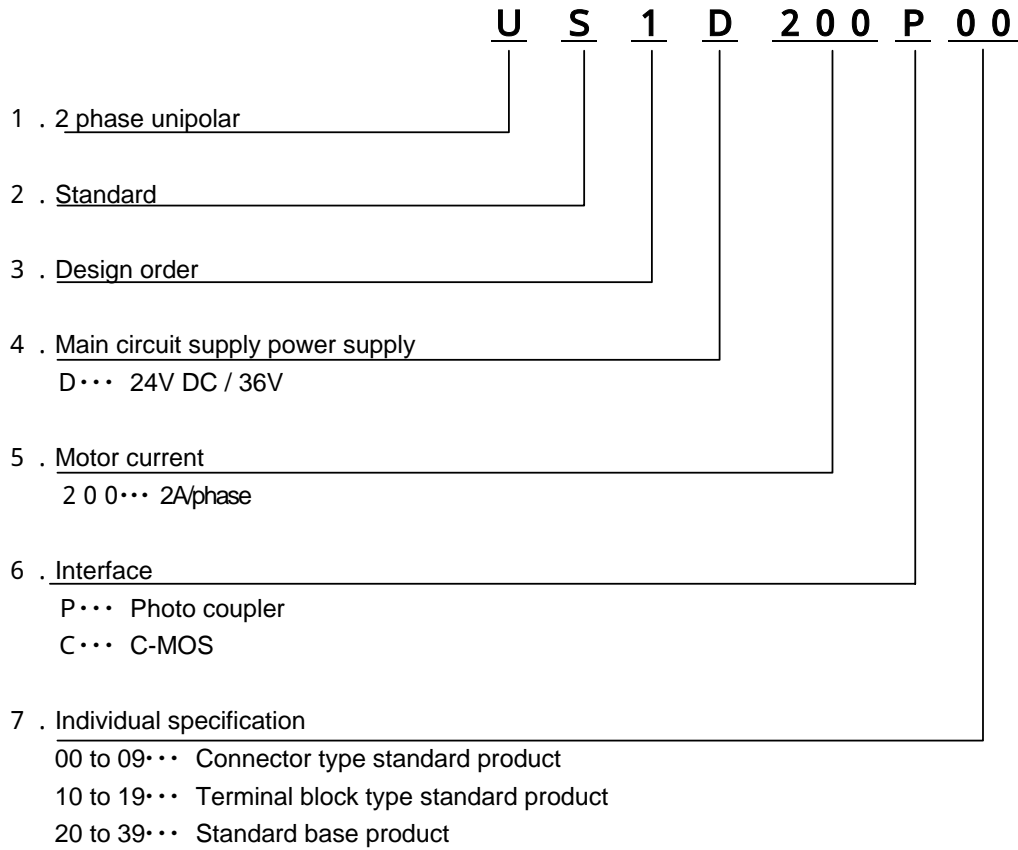 U S 1 D 2 0 0 P 0 0
1 . 2 phase unipolar
2 . Standard
3 . Design order
4 . Main circuit supply power supply
D··· 24V DC / 36V
5 . Motor current
2 0 0··· 2A/phase
6 . Interface
P··· Photo coupler
C··· C-MOS
7 . Individual specification
00 to 09··· Connector type standard product
10 to 19··· Terminal block type standard product
20 to 39··· Standard base product